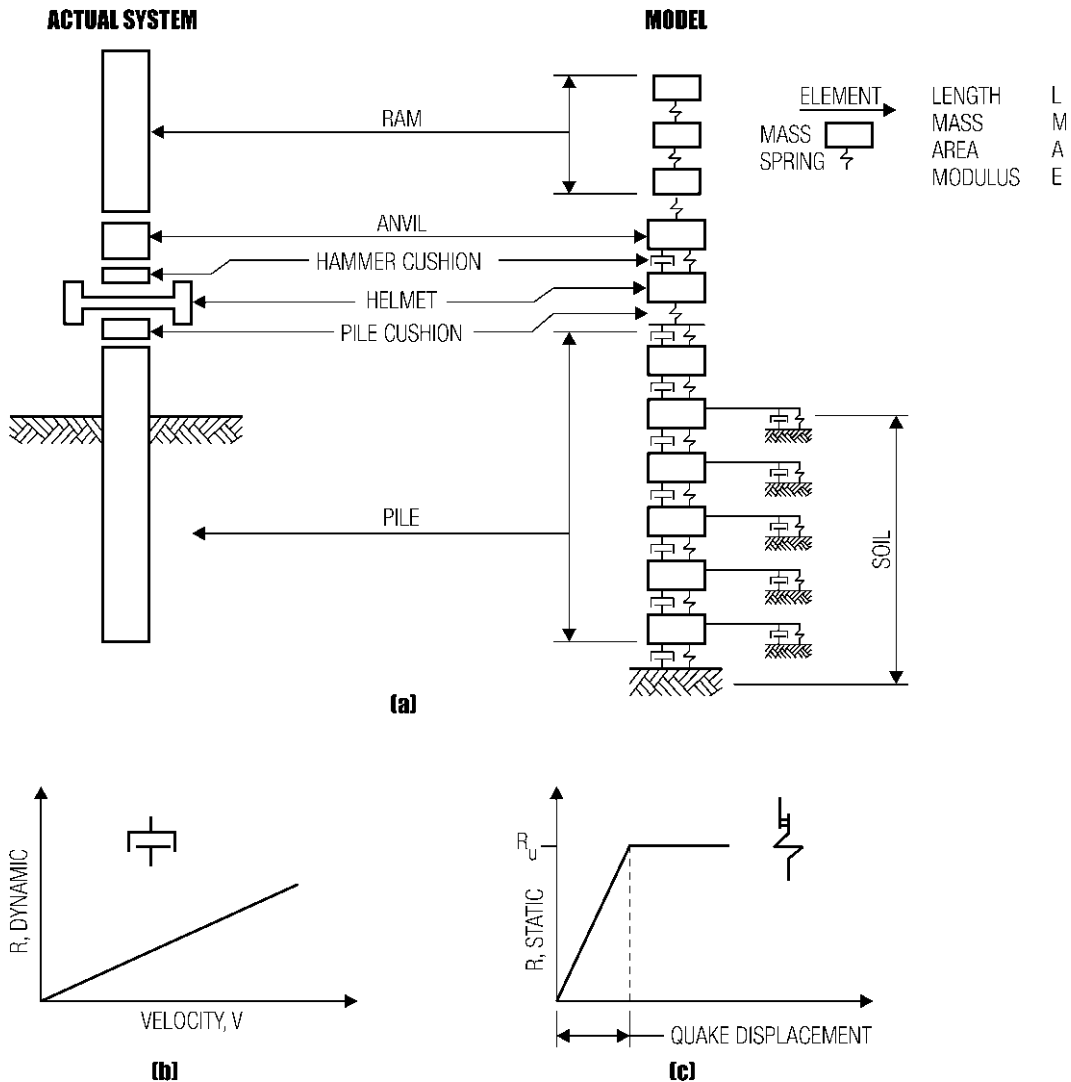 ACTUAL SYSTEM
MODEL
RAM
ELEMENT
MASS
SPRING
LENGTH L
MASS M
AREA A
MODULUS E
ANVIL
HAMMER CUSHION
HELMET
PILE CUSHION
PILE
SOIL
(a)
R, DYNAMIC
VELOCITY, V
(b)
Ru
R, STATIC
QUAKE DISPLACEMENT
(c)